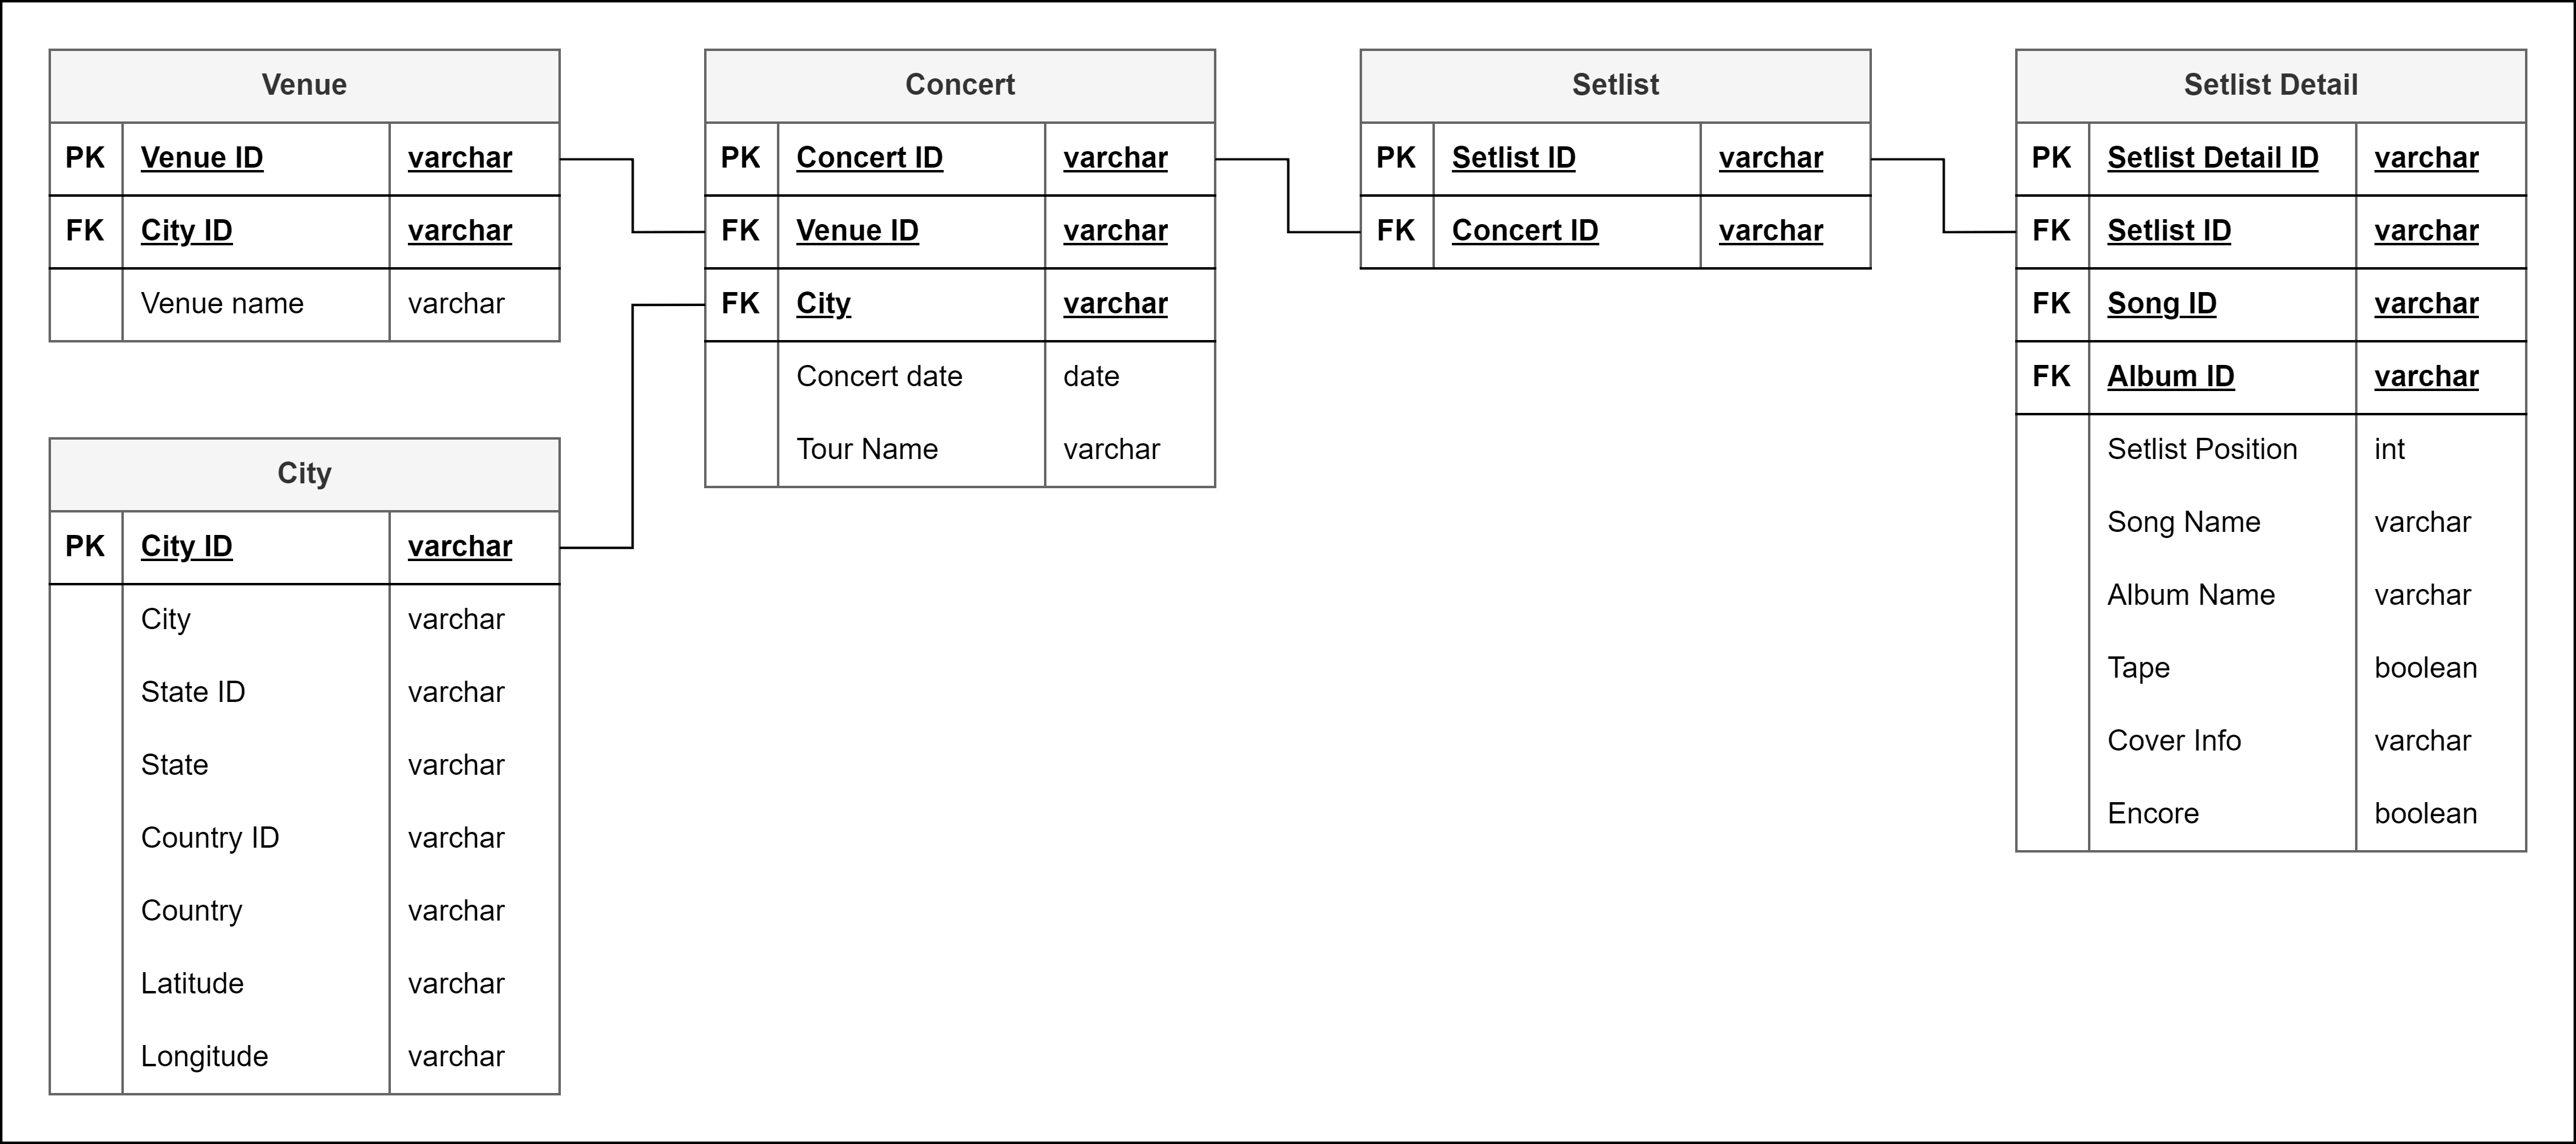 Venue
PK Venue ID varchar
FK City ID varchar
Venue name varchar
City
PK City ID varchar
City varchar
State ID varchar
State varchar
Country ID varchar
Country varchar
Latitude varchar
Longitude varchar
Concert
PK Concert ID varchar
FK Venue ID varchar
FK City varchar
Concert date date
Tour Name varchar
Setlist
PK Setlist ID varchar
FK Concert ID varchar
Setlist Detail
PK Setlist Detail ID varchar
FK Setlist ID varchar
FK Song ID varchar
FK Album ID varchar
Setlist Position int
Song Name varchar
Album Name varchar
Tape boolean
Cover Info varchar
Encore boolean